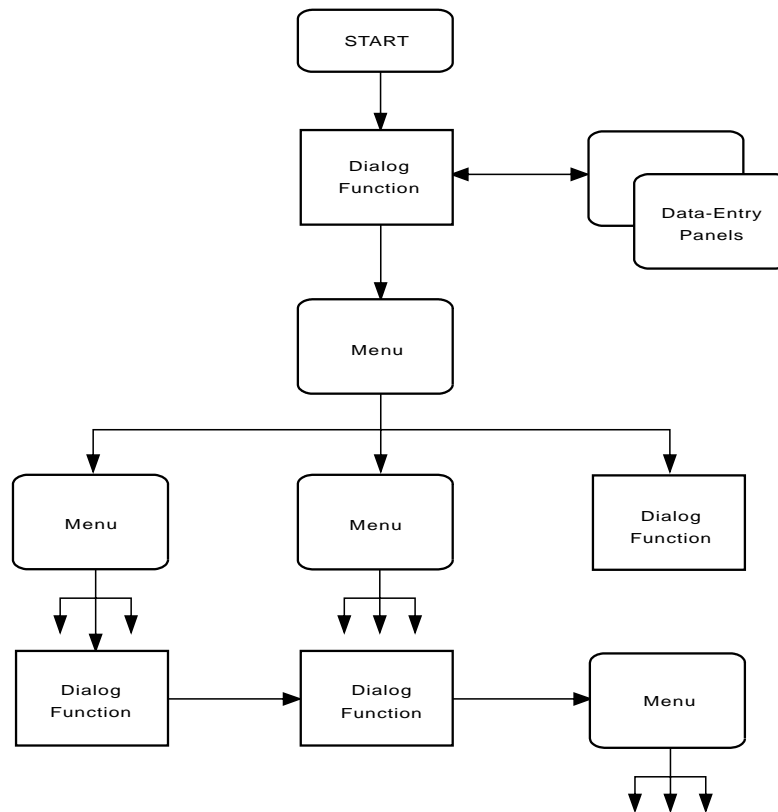 START
Dialog
Function
Data-Entry
Panels
Menu
Menu
Menu
Dialog
Function
Dialog
Function
Dialog
Function
Menu